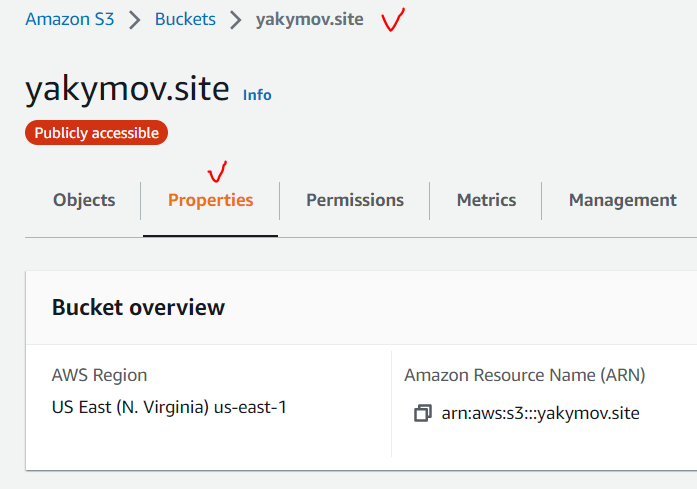 Amazon S3 > Buckets > yakymov.site
yakymov.site Info
Publicly accessible
Objects Properties Permissions Metrics Management
Bucket overview
AWS Region Amazon Resource Name (ARN)
US East (N. Virginia) us-east-1 arn:aws:s3:::yakymov.site